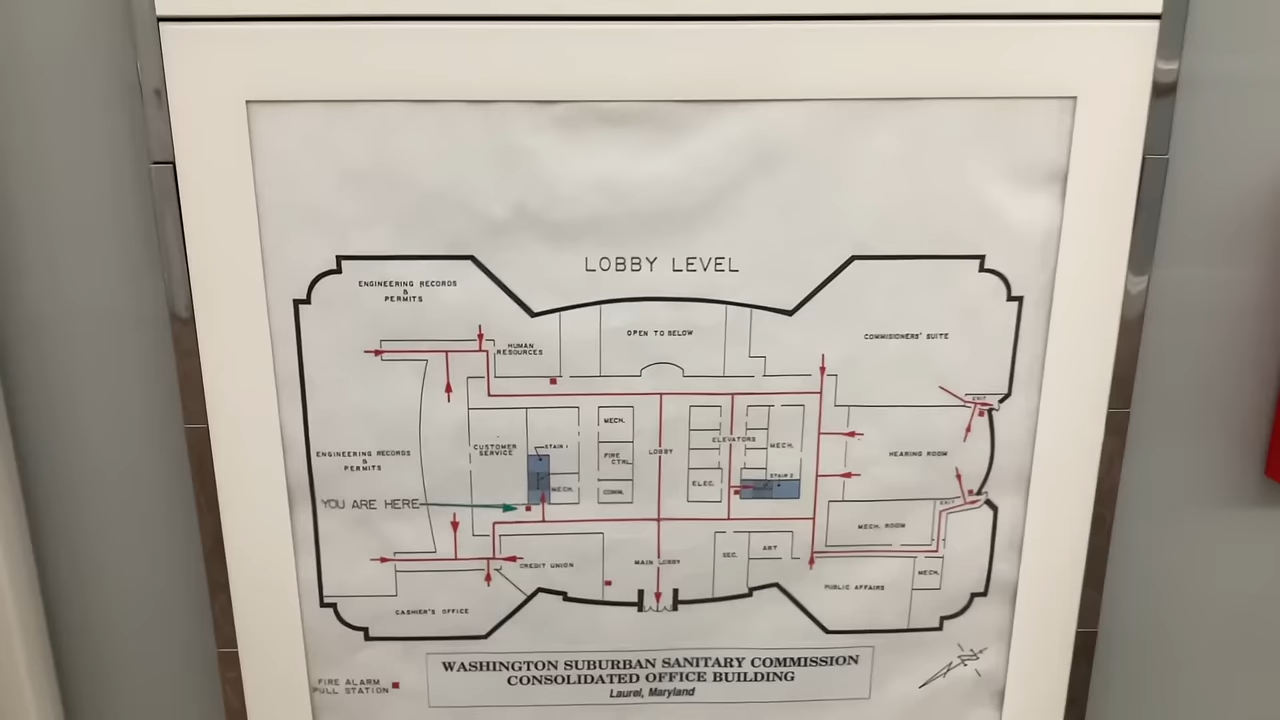 LOBBY LEVEL
ENGINEERING RECORDS
&
PERMITS
HUMAN
RESOURCES
OPEN TO BELOW
COMMISIONERS' SUITE
EXIT
CUSTOMER
SERVICE
STAIR 1
MECH.
MECH.
FIRE
CTRL.
COMM.
LOBBY
ELEVATORS
ELEC.
MECH.
STAIR 2
HEARING ROOM
ENGINEERING RECORDS
&
PERMITS
YOU ARE HERE
EXIT
MECH. ROOM
CREDIT UNION
MAIN LOBBY
SEC.
ART
MECH.
PUBLIC AFFAIRS
CASHIER'S OFFICE
WASHINGTON SUBURBAN SANITARY COMMISSION
CONSOLIDATED OFFICE BUILDING
Laurel, Maryland
FIRE ALARM
PULL STATION